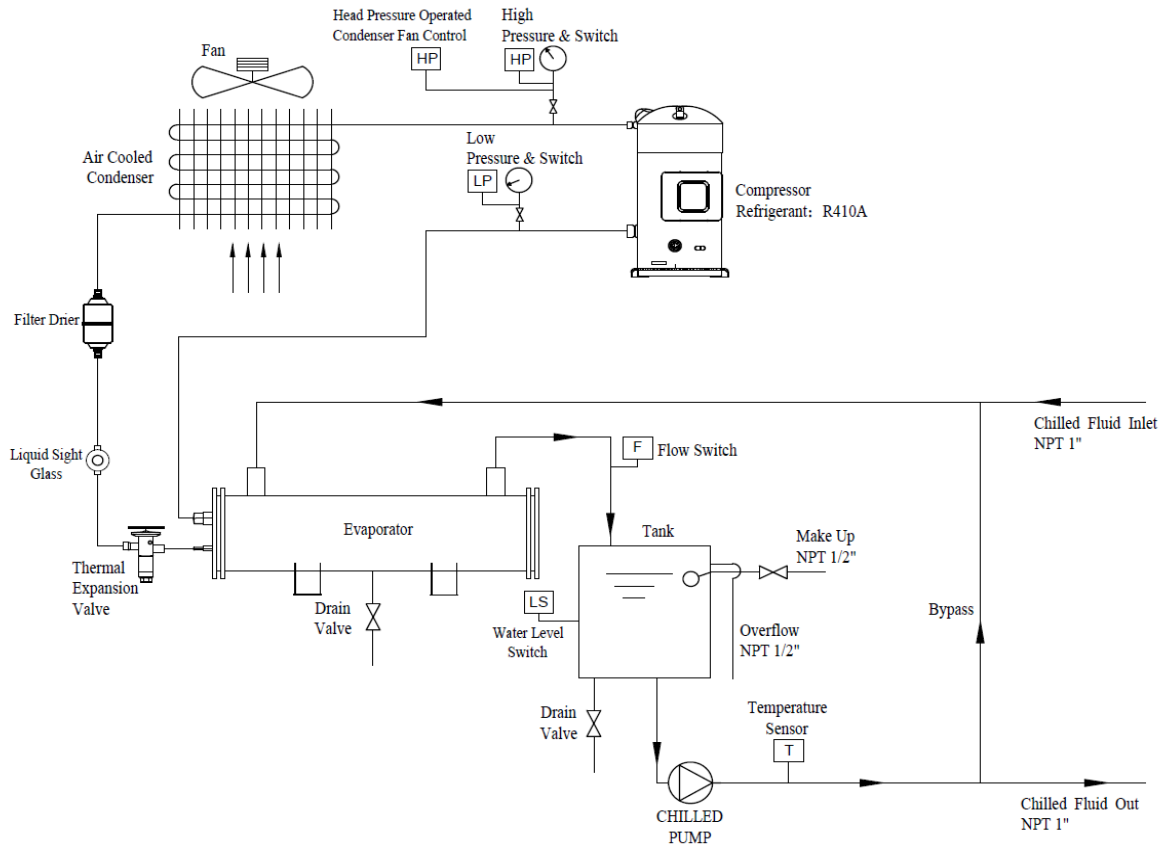 Head Pressure Operated
Condenser Fan Control
HP
High
Pressure & Switch
HP
Fan
Low
Pressure & Switch
LP
Air Cooled
Condenser
Compressor
Refrigerant: R410A
Filter Drier
Chilled Fluid Inlet
NPT 1"
Liquid Sight
Glass
F
Flow Switch
Evaporator
Tank
Make Up
NPT 1/2"
Thermal
Expansion
Valve
Drain
Valve
LS
Water Level
Switch
Overflow
NPT 1/2"
Bypass
Drain
Valve
Temperature
Sensor
T
CHILLED
PUMP
Chilled Fluid Out
NPT 1"